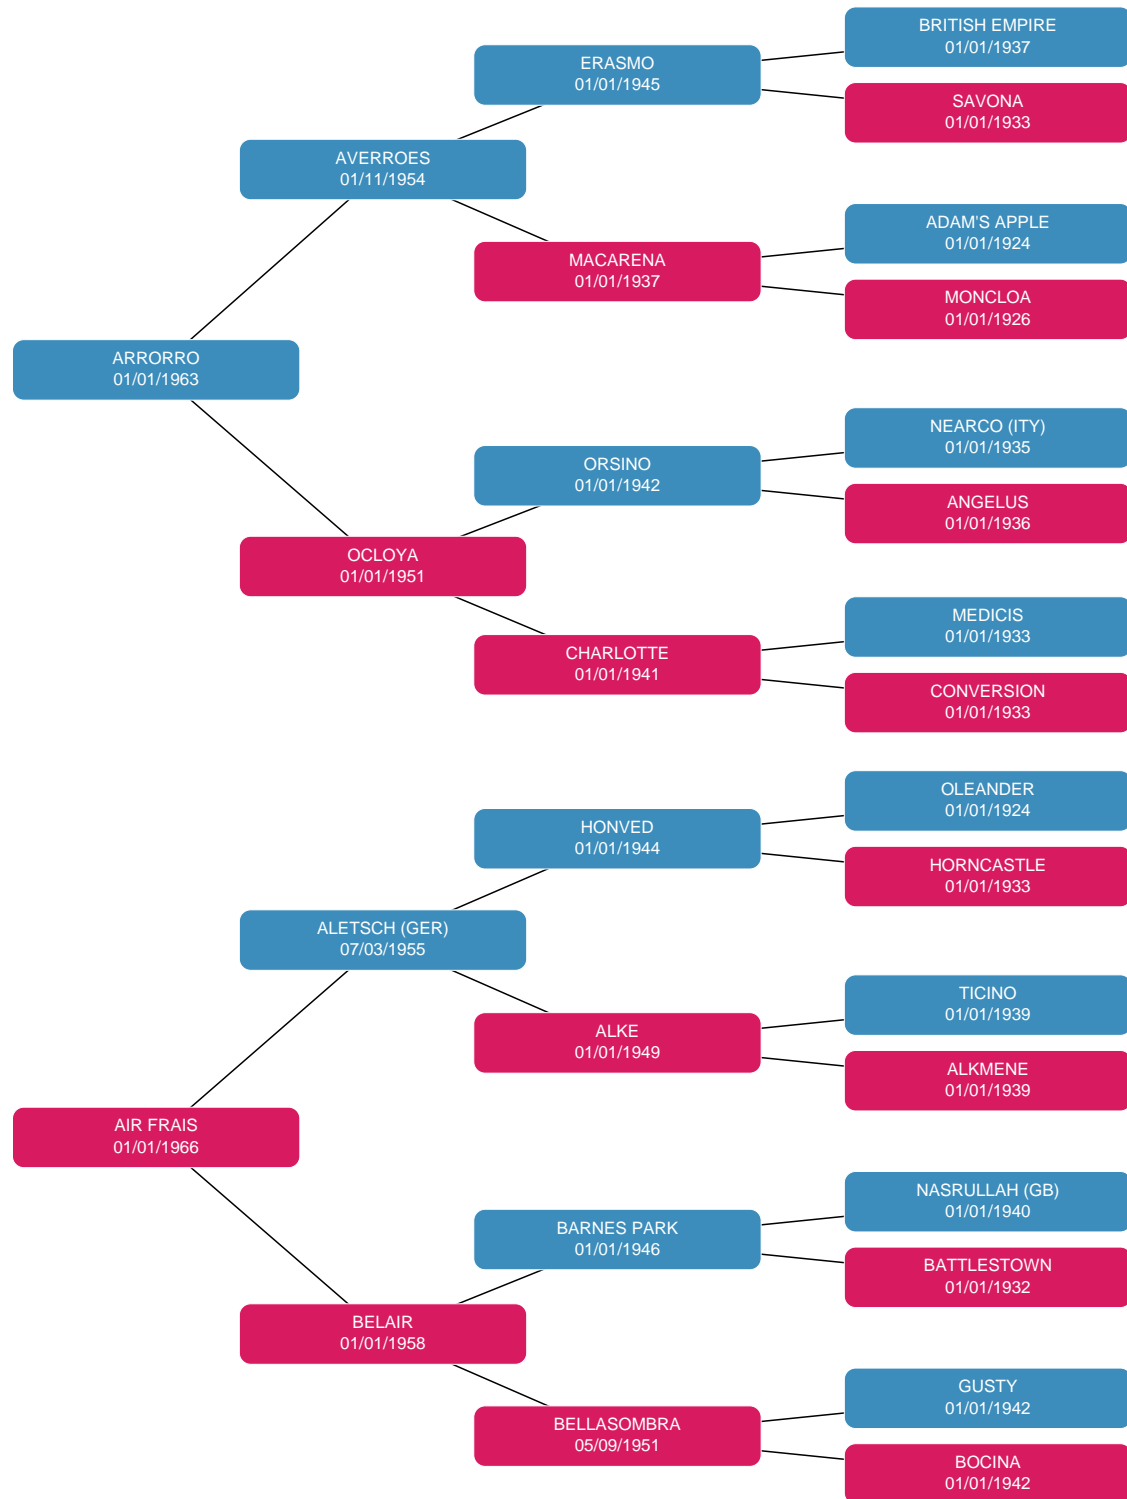 BRITISH EMPIRE
01/01/1937
ERASMO
01/01/1945
SAVONA
01/01/1933
AVERROES
01/11/1954
ADAM'S APPLE
01/01/1924
MACARENA
01/01/1937
MONCLOA
01/01/1926
ARRORRO
01/01/1963
NEARCO (ITY)
01/01/1935
ORSINO
01/01/1942
ANGELUS
01/01/1936
OCLOYA
01/01/1951
MEDICIS
01/01/1933
CHARLOTTE
01/01/1941
CONVERSION
01/01/1933
OLEANDER
01/01/1924
HONVED
01/01/1944
HORNCASTLE
01/01/1933
ALETSCH (GER)
07/03/1955
TICINO
01/01/1939
ALKE
01/01/1949
ALKMENE
01/01/1939
AIR FRAIS
01/01/1966
NASRULLAH (GB)
01/01/1940
BARNES PARK
01/01/1946
BATTLESTOWN
01/01/1932
BELAIR
01/01/1958
GUSTY
01/01/1942
BELLASOMBRA
05/09/1951
BOCINA
01/01/1942